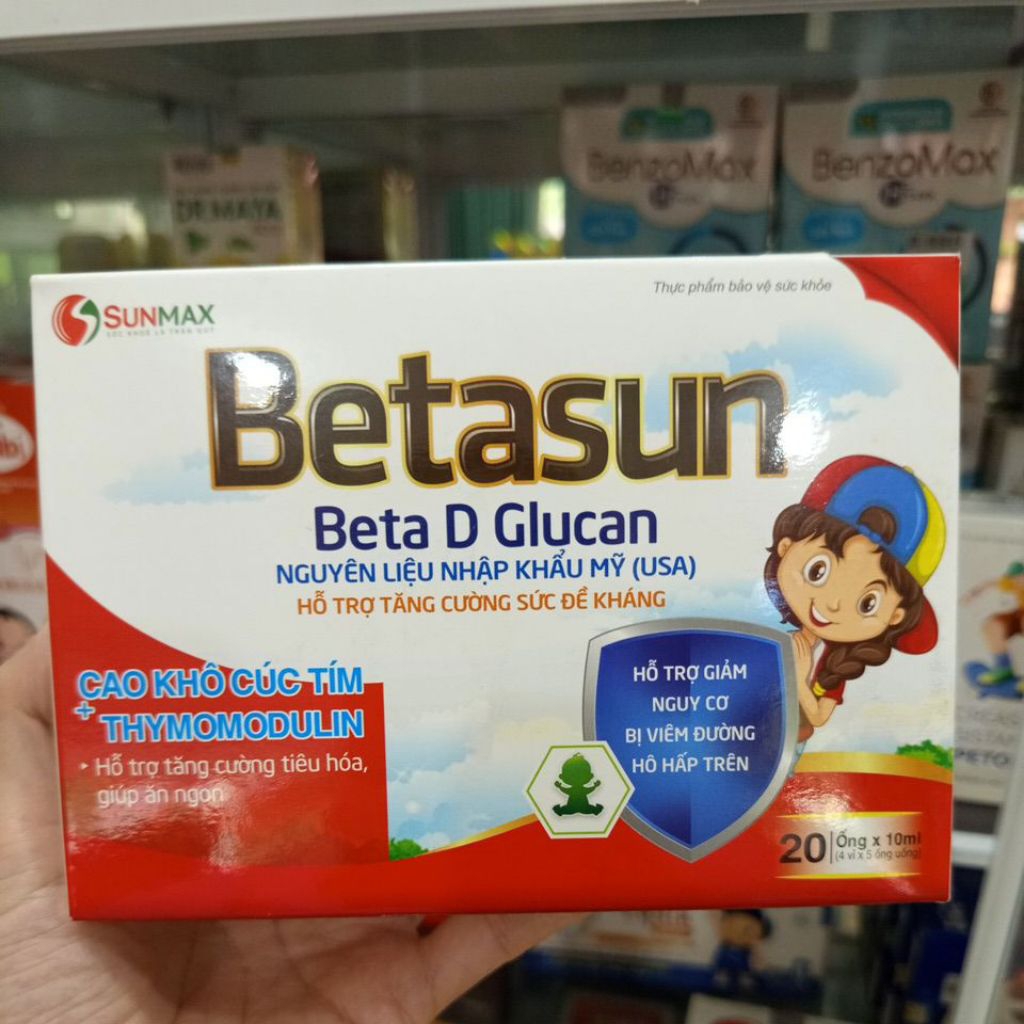 BenzoMax
BenzoMax
DR.MAYA
Thực phẩm bảo vệ sức khỏe
SUNMAX
SỨC KHOẺ LÀ TRÂN QUÝ
Betasun
Beta D Glucan
NGUYÊN LIỆU NHẬP KHẨU MỸ (USA)
HỖ TRỢ TĂNG CƯỜNG SỨC ĐỀ KHÁNG
CAO KHÔ CÚC TÍM
+ THYMOMODULIN
• Hỗ trợ tăng cường tiêu hóa,
giúp ăn ngon
HỖ TRỢ GIẢM
NGUY CƠ
BỊ VIÊM ĐƯỜNG
HÔ HẤP TRÊN
20 Ống x 10ml
(4 vỉ x 5 ống uống)